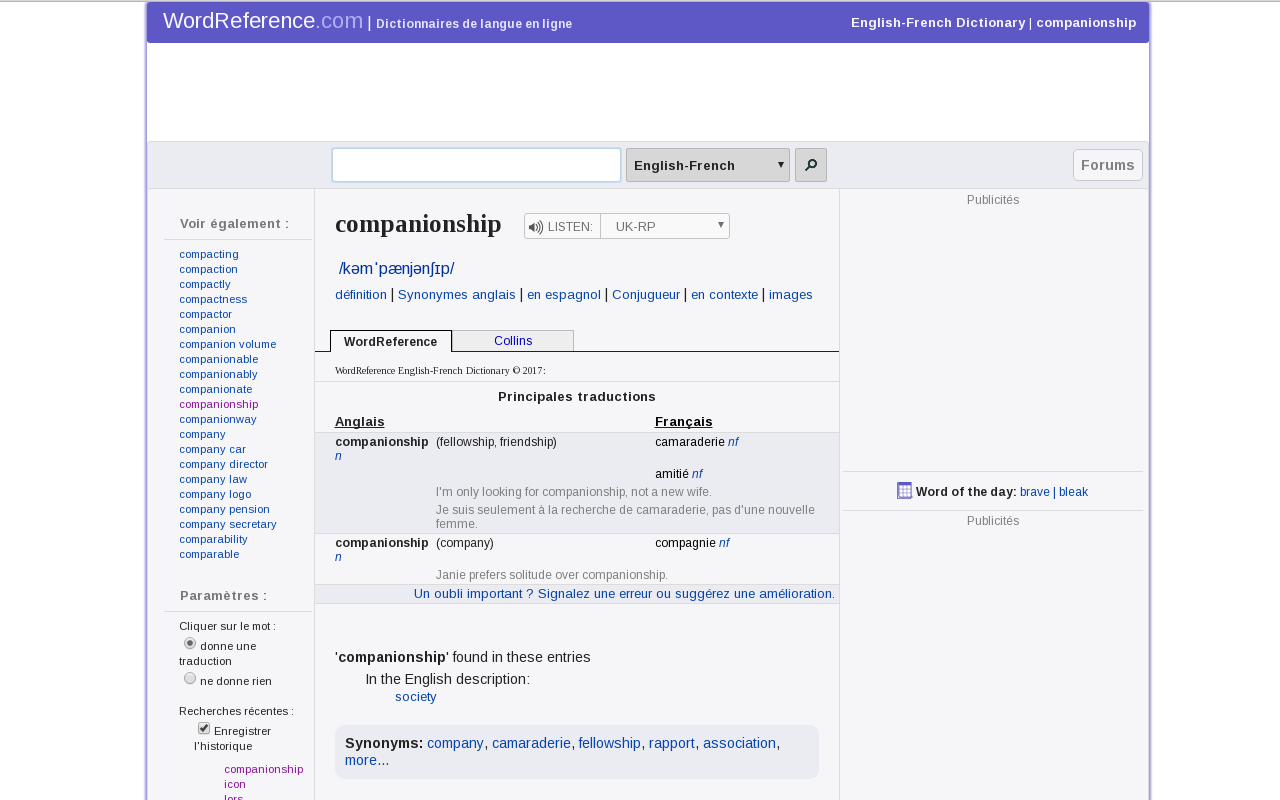 WordReference.com | Dictionnaires de langue en ligne
English-French Dictionary | companionship
English-French
Forums
Voir également :
compacting
compaction
compactly
compactness
compactor
companion
companion volume
companionable
companionably
companionate
companionship
companionway
company
company car
company director
company law
company logo
company pension
company secretary
comparability
comparable
Paramètres :
Cliquer sur le mot :
donne une
traduction
ne donne rien
Recherches récentes :
Enregistrer
l'historique
companionship
icon
lors
companionship
LISTEN: UK-RP
/kəmˈpænjənʃɪp/
définition | Synonymes anglais | en espagnol | Conjugueur | en contexte | images
WordReference Collins
WordReference English-French Dictionary © 2017:
Principales traductions
Anglais Français
companionship (fellowship, friendship) camaraderie nf
n
amitié nf
I'm only looking for companionship, not a new wife.
Je suis seulement à la recherche de camaraderie, pas d'une nouvelle
femme.
companionship (company) compagnie nf
n
Janie prefers solitude over companionship.
Un oubli important ? Signalez une erreur ou suggérez une amélioration.
'companionship' found in these entries
In the English description:
society
Synonyms: company, camaraderie, fellowship, rapport, association,
more...
Publicités
Word of the day: brave | bleak
Publicités